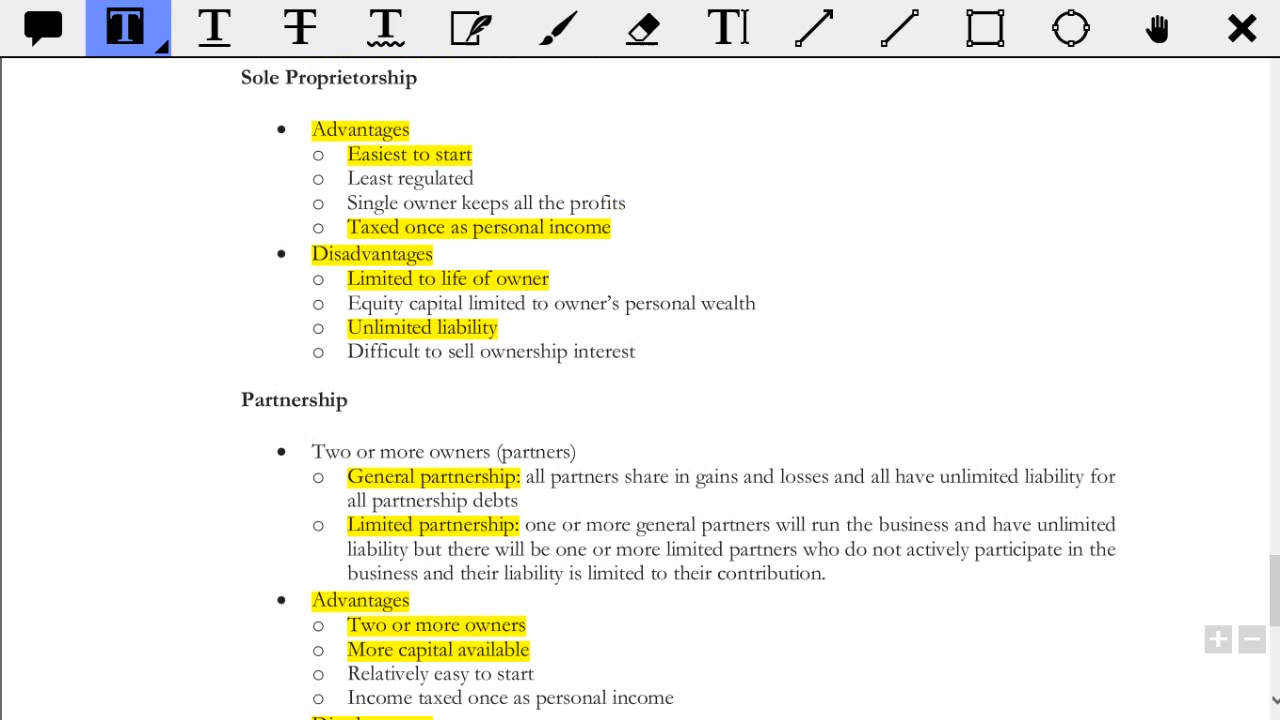 Sole Proprietorship
• Advantages
o Easiest to start
o Least regulated
o Single owner keeps all the profits
o Taxed once as personal income
• Disadvantages
o Limited to life of owner
o Equity capital limited to owner’s personal wealth
o Unlimited liability
o Difficult to sell ownership interest
Partnership
• Two or more owners (partners)
o General partnership: all partners share in gains and losses and all have unlimited liability for
all partnership debts
o Limited partnership: one or more general partners will run the business and have unlimited
liability but there will be one or more limited partners who do not actively participate in the
business and their liability is limited to their contribution.
• Advantages
o Two or more owners
o More capital available
o Relatively easy to start
o Income taxed once as personal income